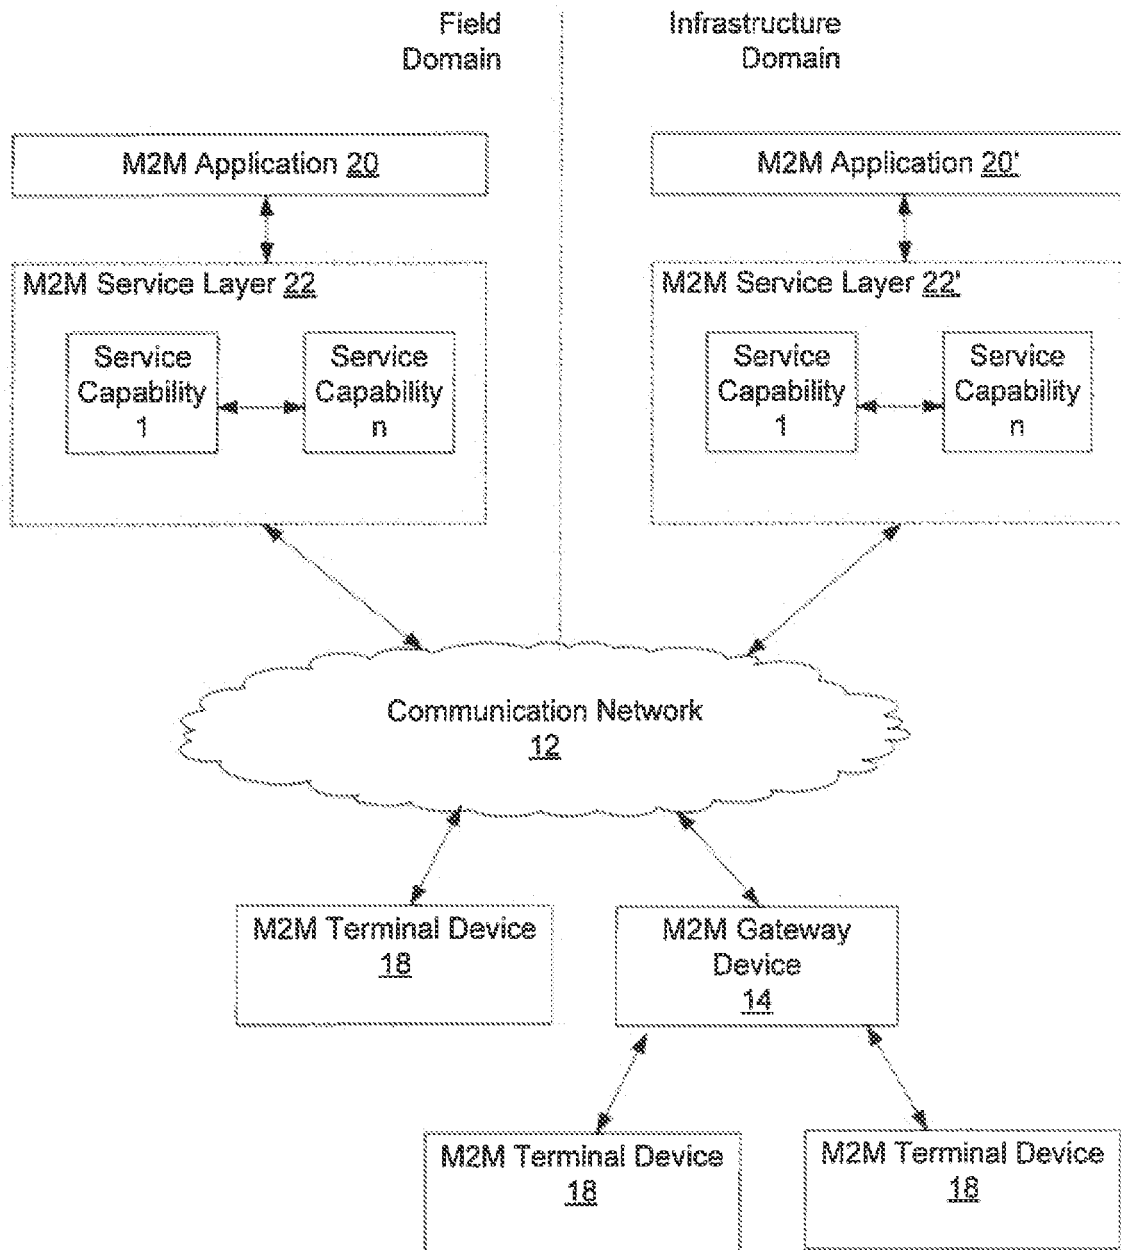 Field
Domain
Infrastructure
Domain
M2M Application 20
M2M Application 20'
M2M Service Layer 22
Service
Capability
1
Service
Capability
n
M2M Service Layer 22'
Service
Capability
1
Service
Capability
n
Communication Network
12
M2M Terminal Device
18
M2M Gateway
Device
14
M2M Terminal Device
18
M2M Terminal Device
18